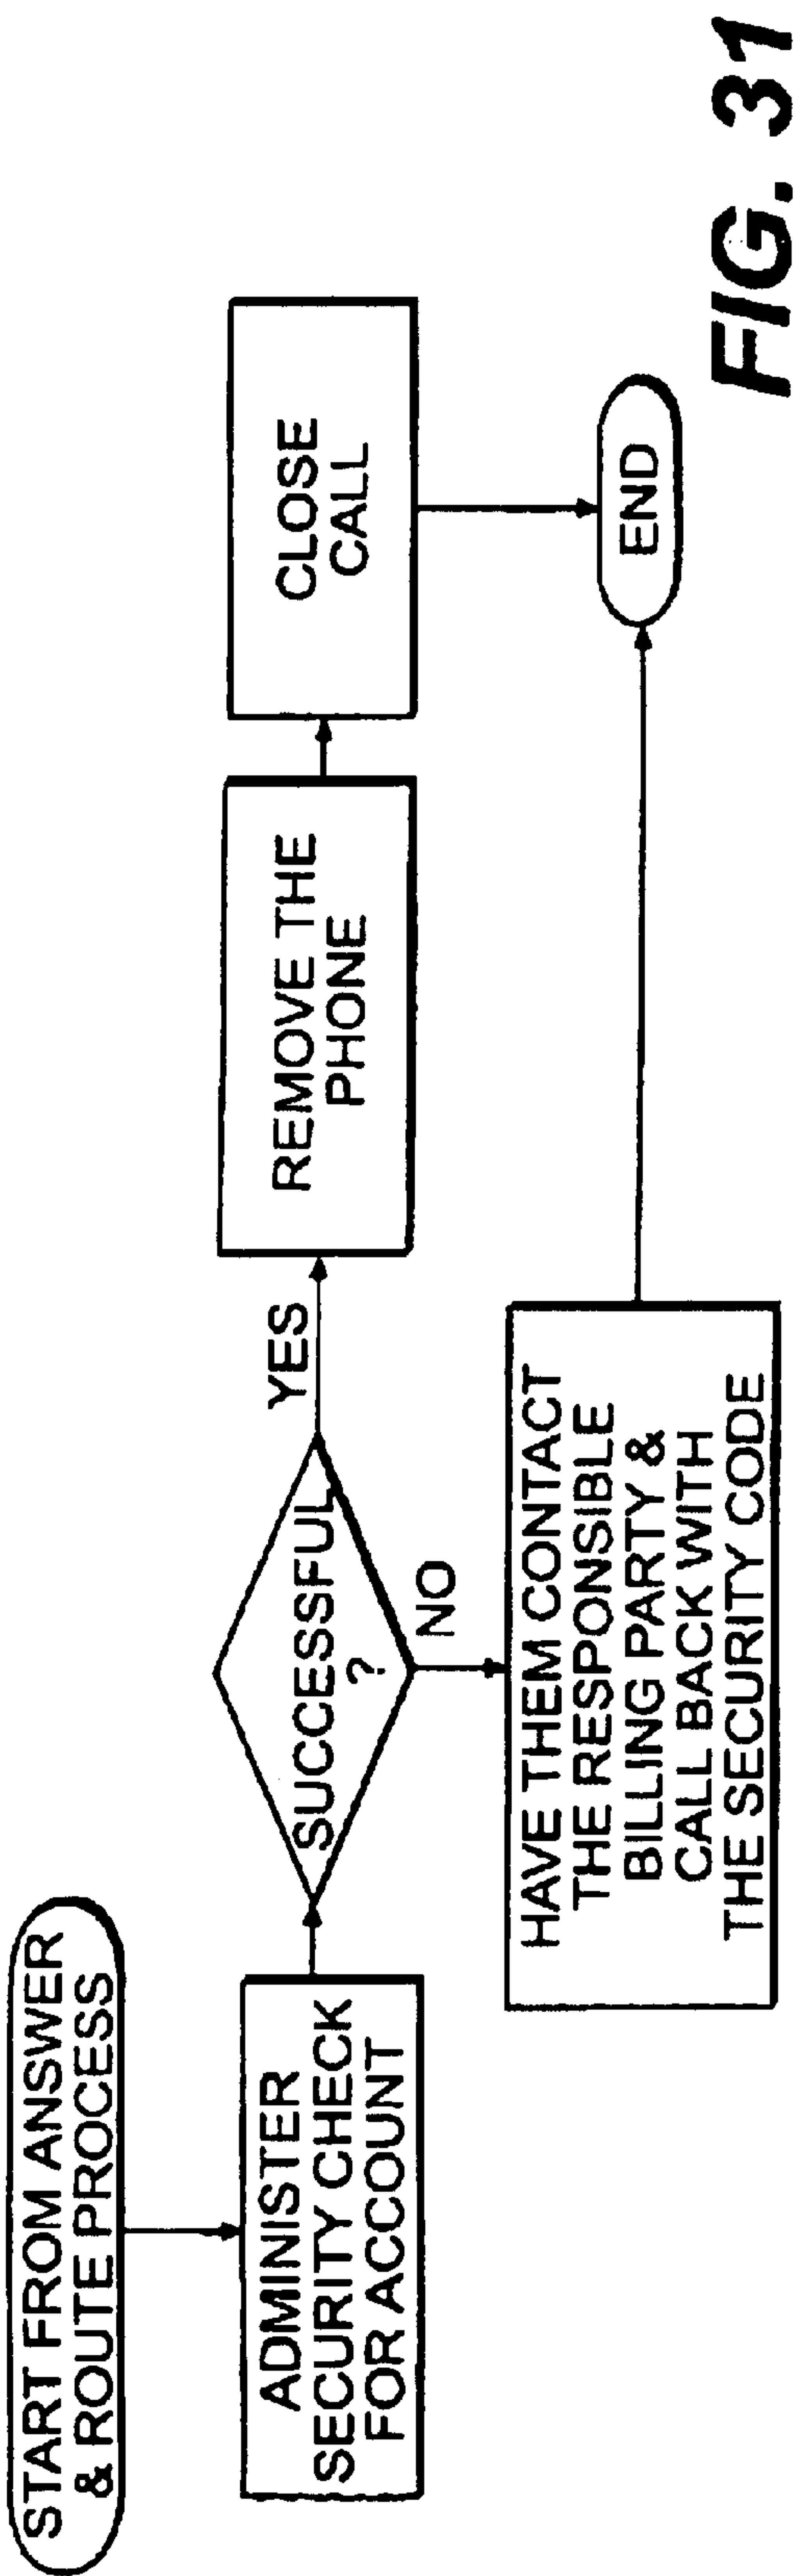 START FROM ANSWER
& ROUTE PROCESS
ADMINISTER
SECURITY CHECK
FOR ACCOUNT
SUCCESSFUL
?
YES
NO
REMOVE THE
PHONE
CLOSE
CALL
HAVE THEM CONTACT
THE RESPONSIBLE
BILLING PARTY &
CALL BACK WITH
THE SECURITY CODE
END
FIG. 31